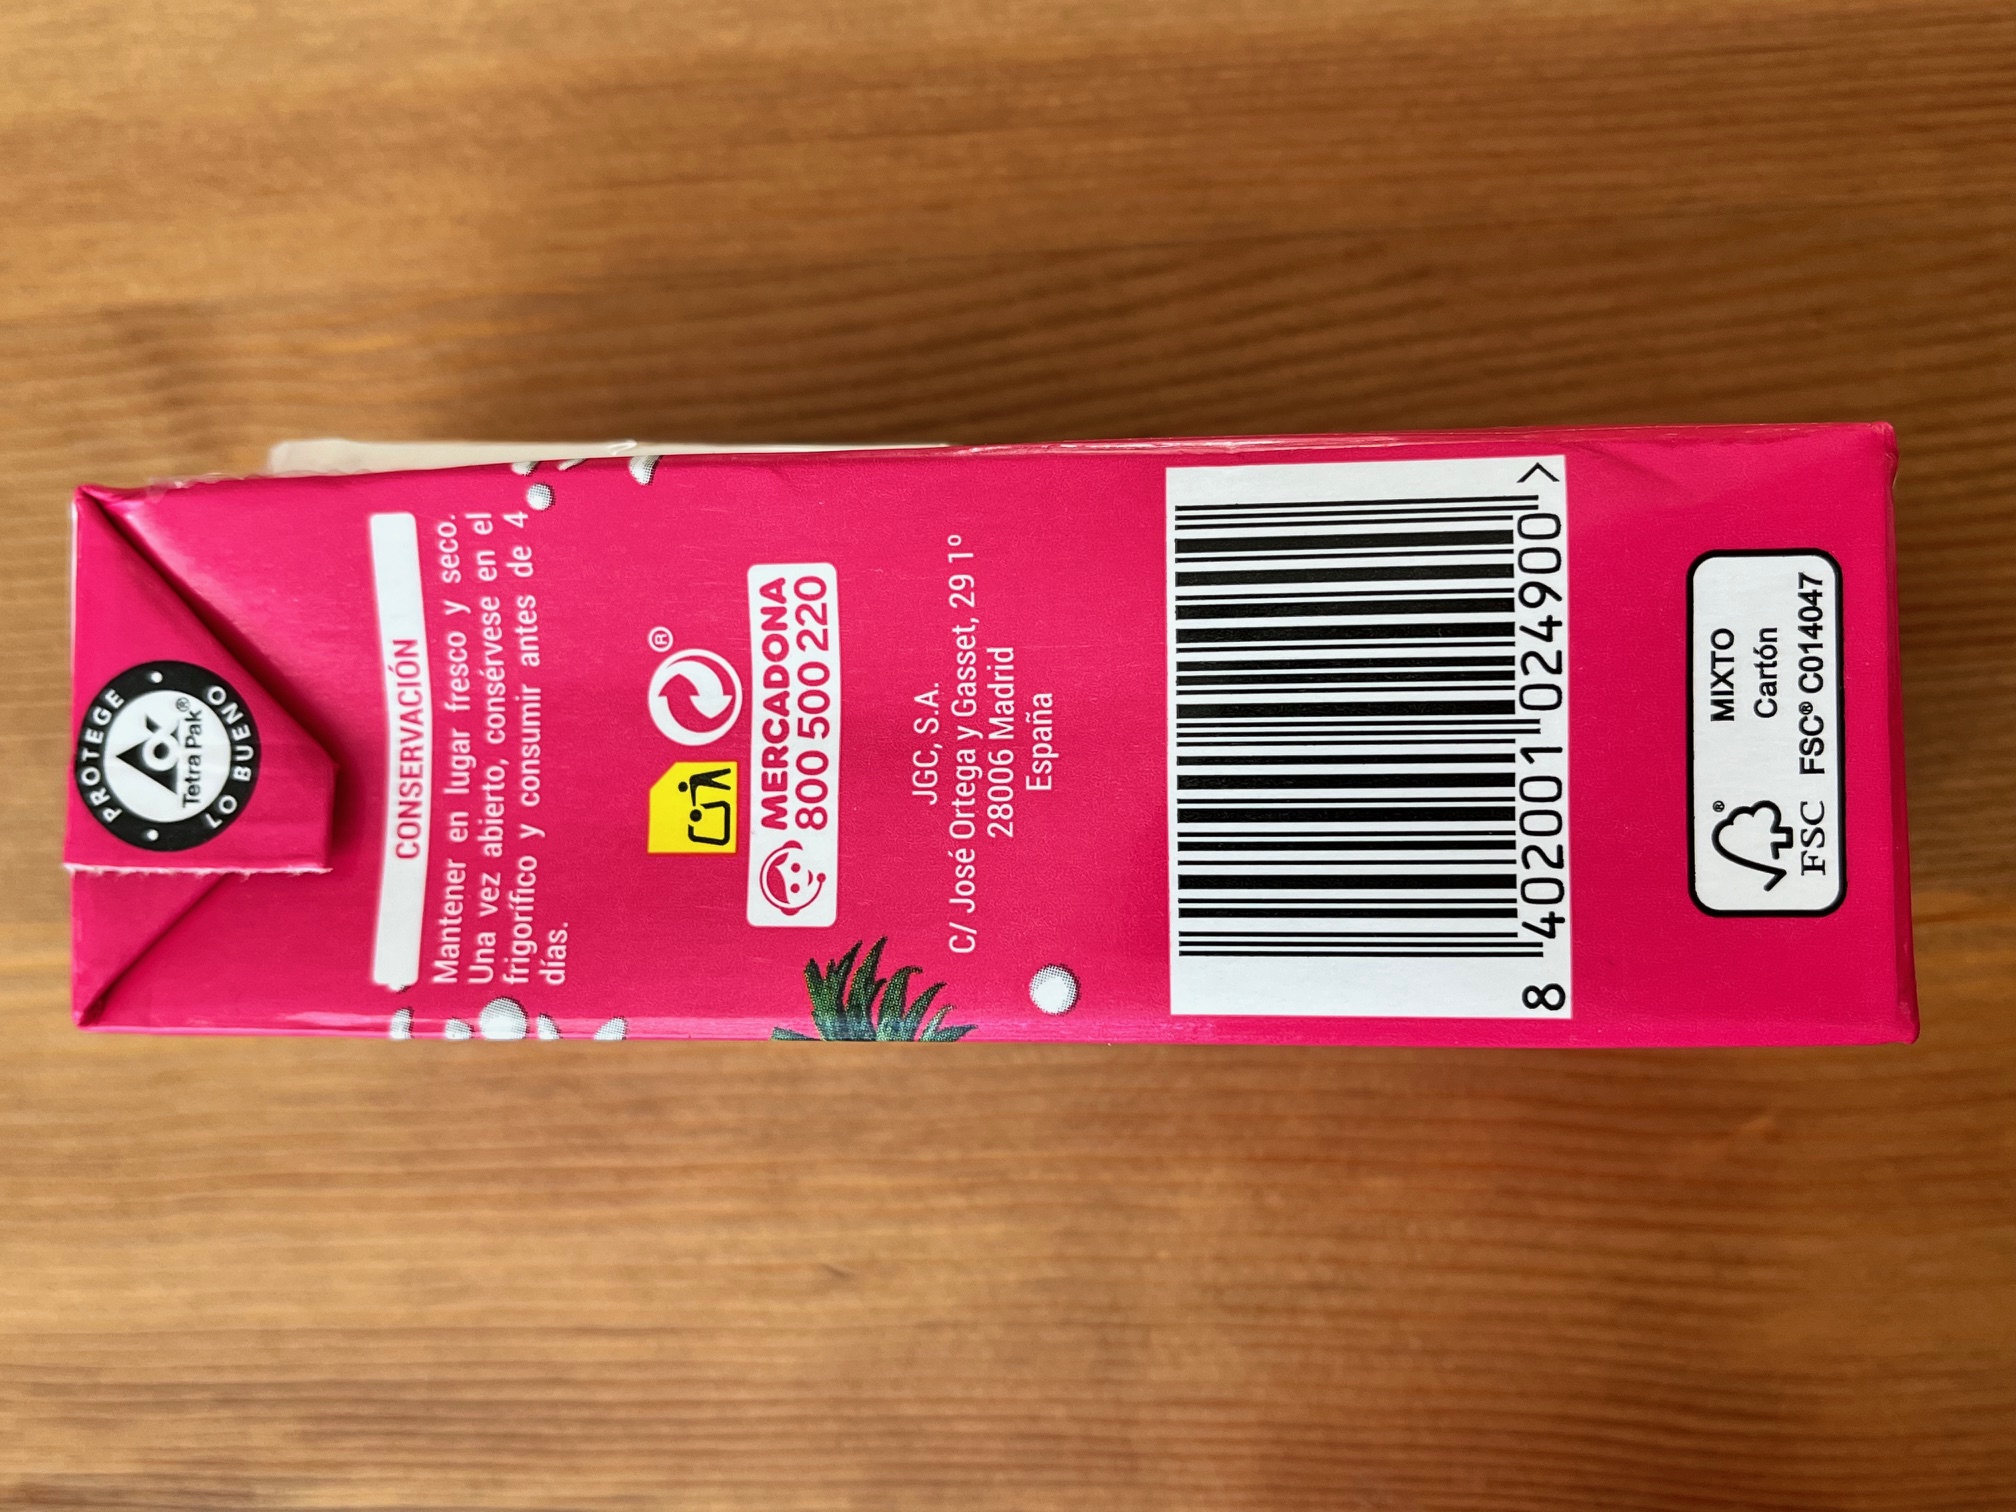 PROTEGE
Tetra Pak®
LO BUENO
CONSERVACIÓN
Mantener en lugar fresco y seco.
Una vez abierto, consérvese en el
frigorífico y consumir antes de 4
días.
®
MERCADONA
800 500 220
JGC, S.A.
C/ José Ortega y Gasset, 29 1º
28006 Madrid
España
8 402001 024900 >
®
FSC
MIXTO
Cartón
FSC® C014047